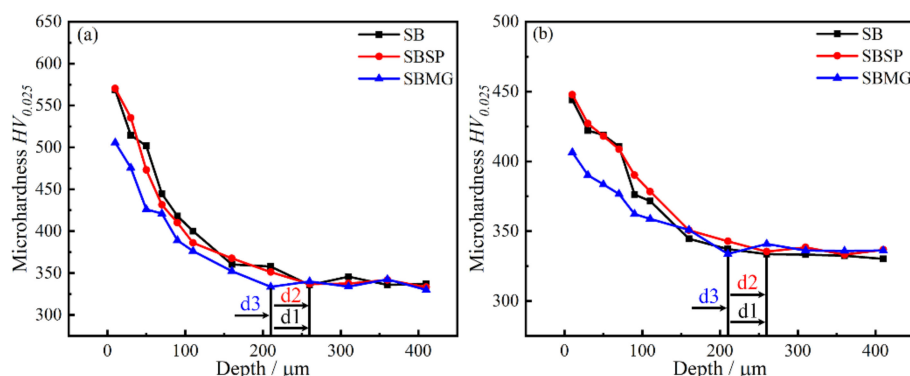 (a)
SB
SBSP
SBMG
650
600
550
500
450
400
350
300
Microhardness HV0.025
d3
d2
d1
0
100
200
300
400
Depth / μm
(b)
SB
SBSP
SBMG
500
450
400
350
300
Microhardness HV0.025
d3
d2
d1
0
100
200
300
400
Depth / μm